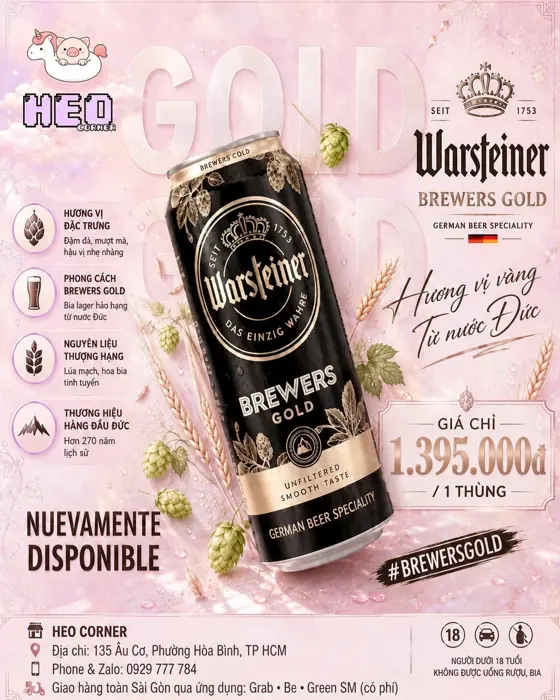 GOLD
HEO
CORNER
SEIT 1753
Warsteiner
BREWERS GOLD
GERMAN BEER SPECIALITY
Hương vị vàng
Từ nước Đức
HƯƠNG VỊ
ĐẶC TRƯNG
Đậm đà, mượt mà,
hậu vị nhẹ nhàng
PHONG CÁCH
BREWERS GOLD
Bia lager hảo hạng
từ nước Đức
NGUYÊN LIỆU
THƯỢNG HẠNG
Lúa mạch, hoa bia
tinh tuyển
THƯƠNG HIỆU
HÀNG ĐẦU ĐỨC
Hơn 270 năm
lịch sử
BREWERS GOLD
SEIT 1753
Warsteiner
DAS EINZIG WAHRE
BREWERS
GOLD
UNFILTERED
SMOOTH TASTE
GERMAN BEER SPECIALITY
GIÁ CHỈ
1.395.000đ
/ 1 THÙNG
#BREWERSGOLD
NUEVAMENTE
DISPONIBLE
HEO CORNER
Địa chỉ: 135 Âu Cơ, Phường Hòa Bình, TP HCM
Phone & Zalo: 0929 777 784
Giao hàng toàn Sài Gòn qua ứng dụng: Grab • Be • Green SM (có phí)
18
NGƯỜI DƯỚI 18 TUỔI
KHÔNG ĐƯỢC UỐNG RƯỢU, BIA